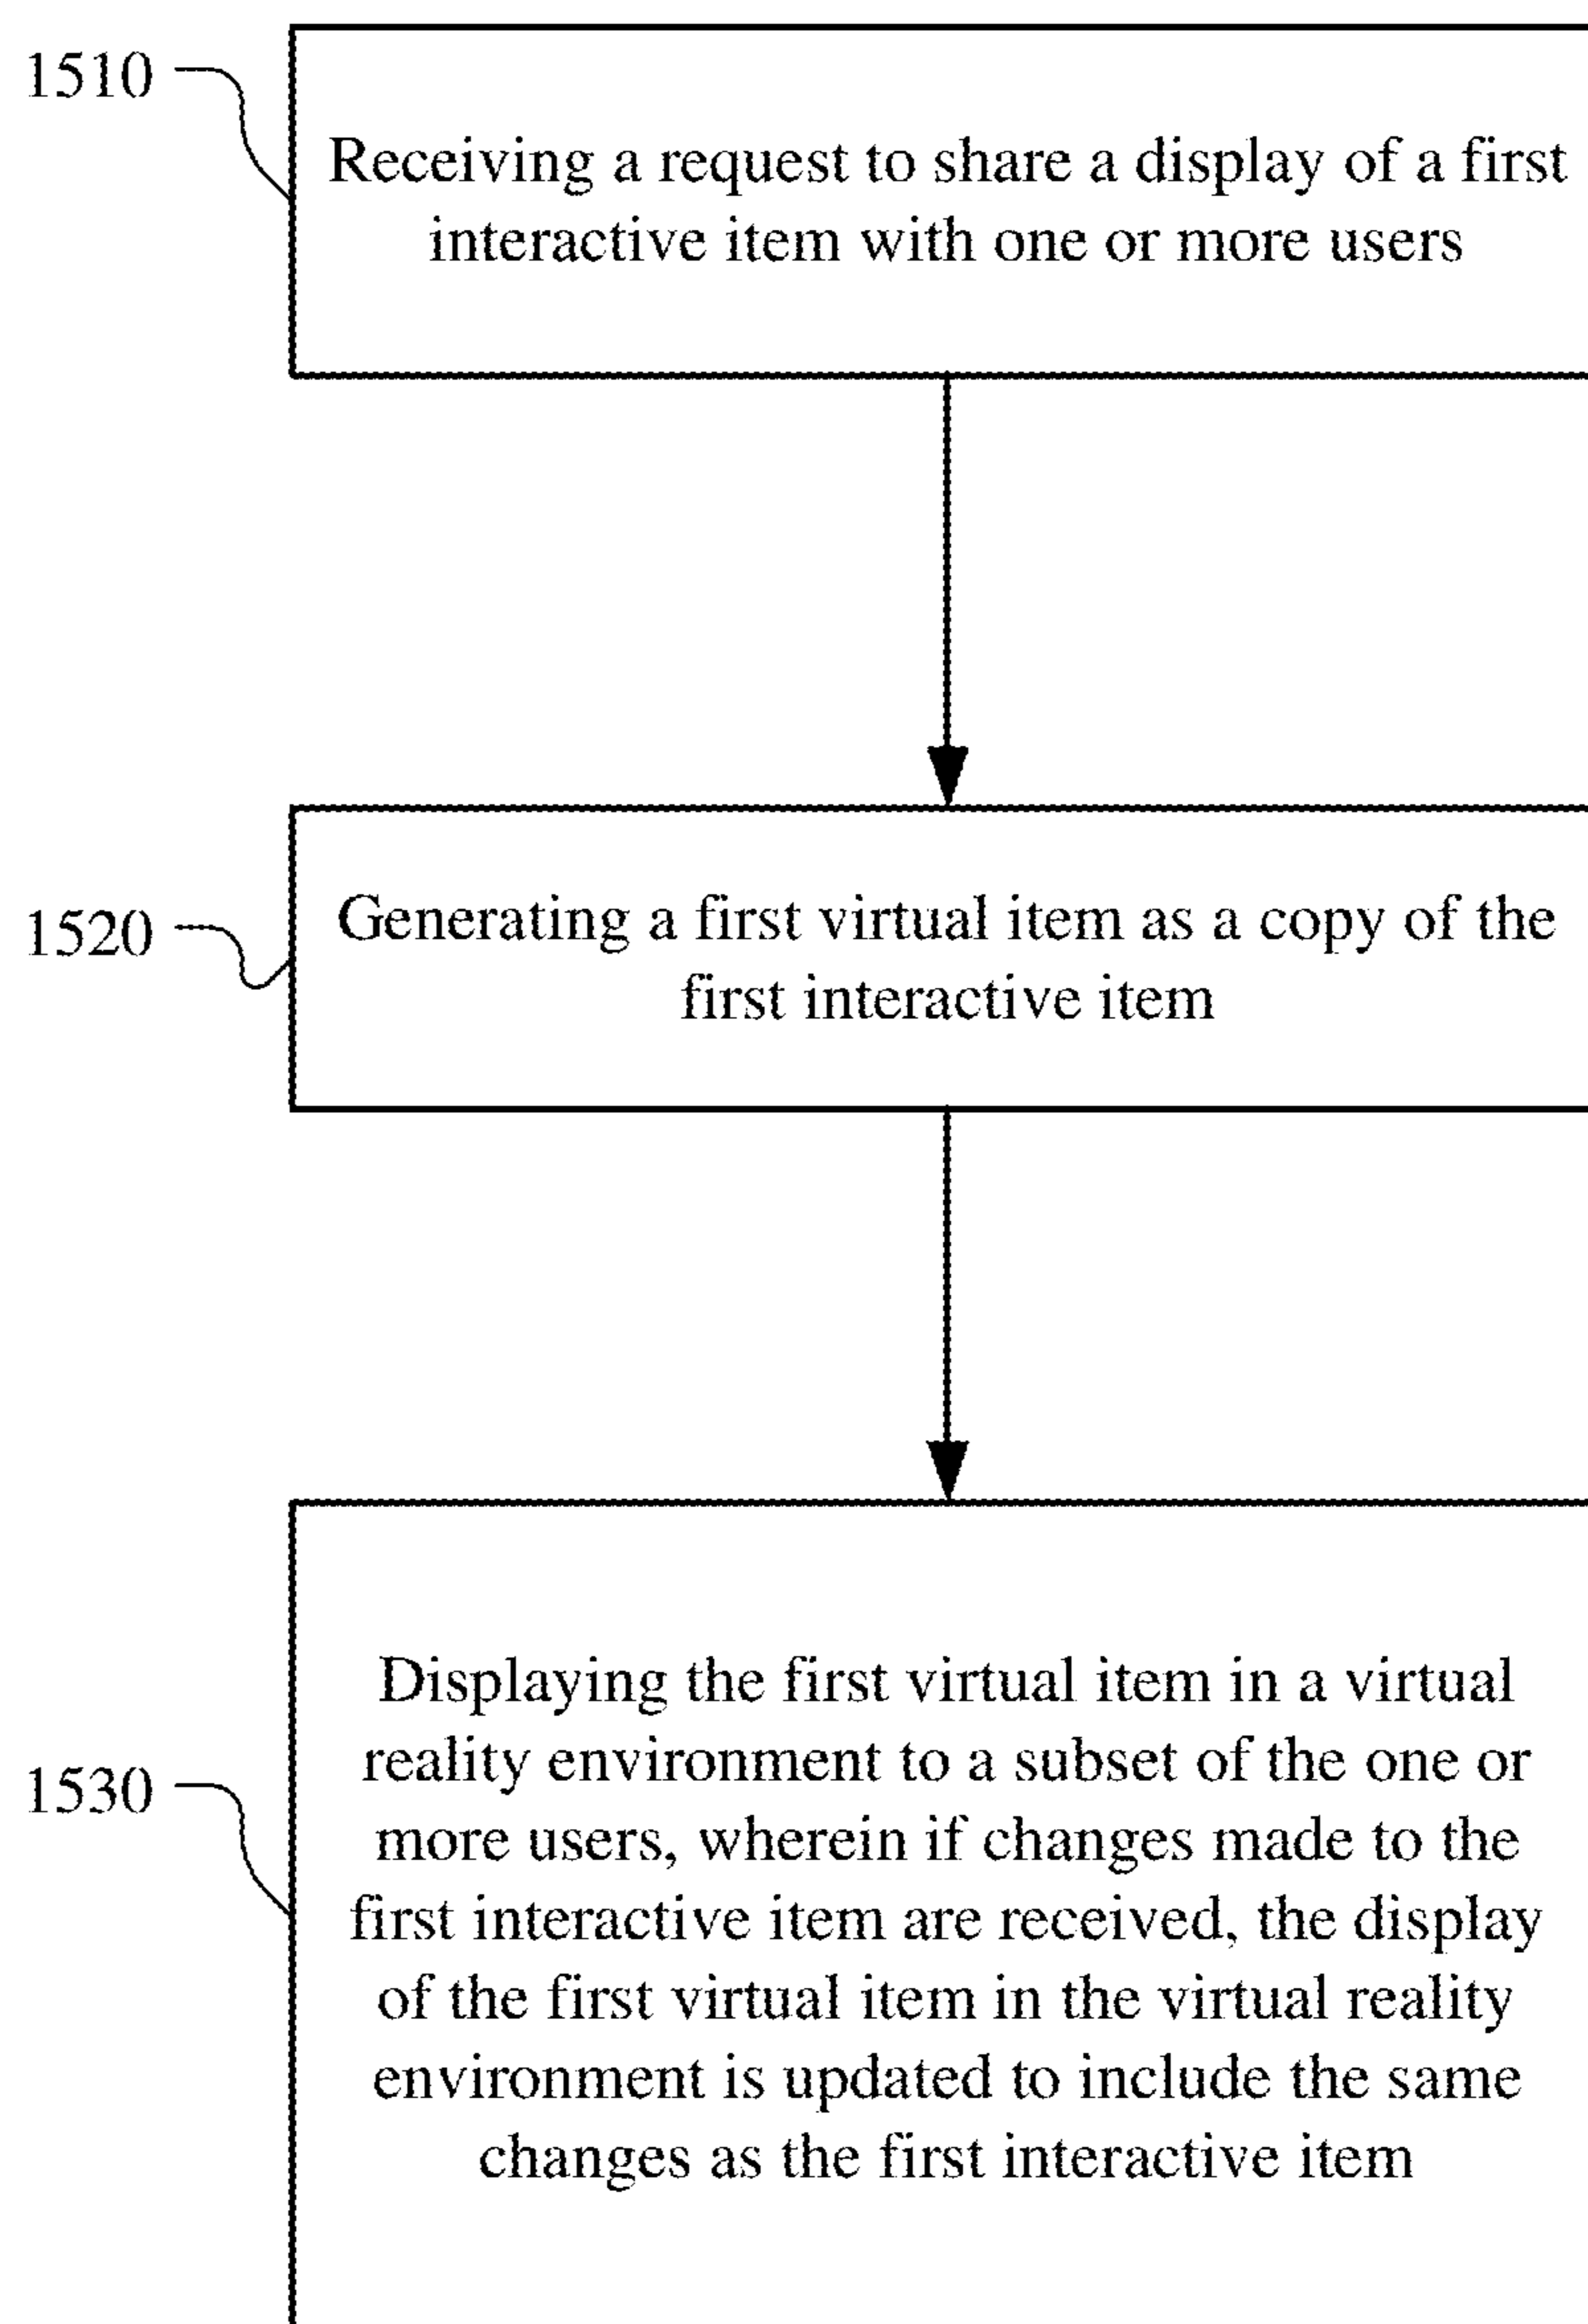 1510
Receiving a request to share a display of a first
interactive item with one or more users
1520
Generating a first virtual item as a copy of the
first interactive item
1530
Displaying the first virtual item in a virtual
reality environment to a subset of the one or
more users, wherein if changes made to the
first interactive item are received, the display
of the first virtual item in the virtual reality
environment is updated to include the same
changes as the first interactive item